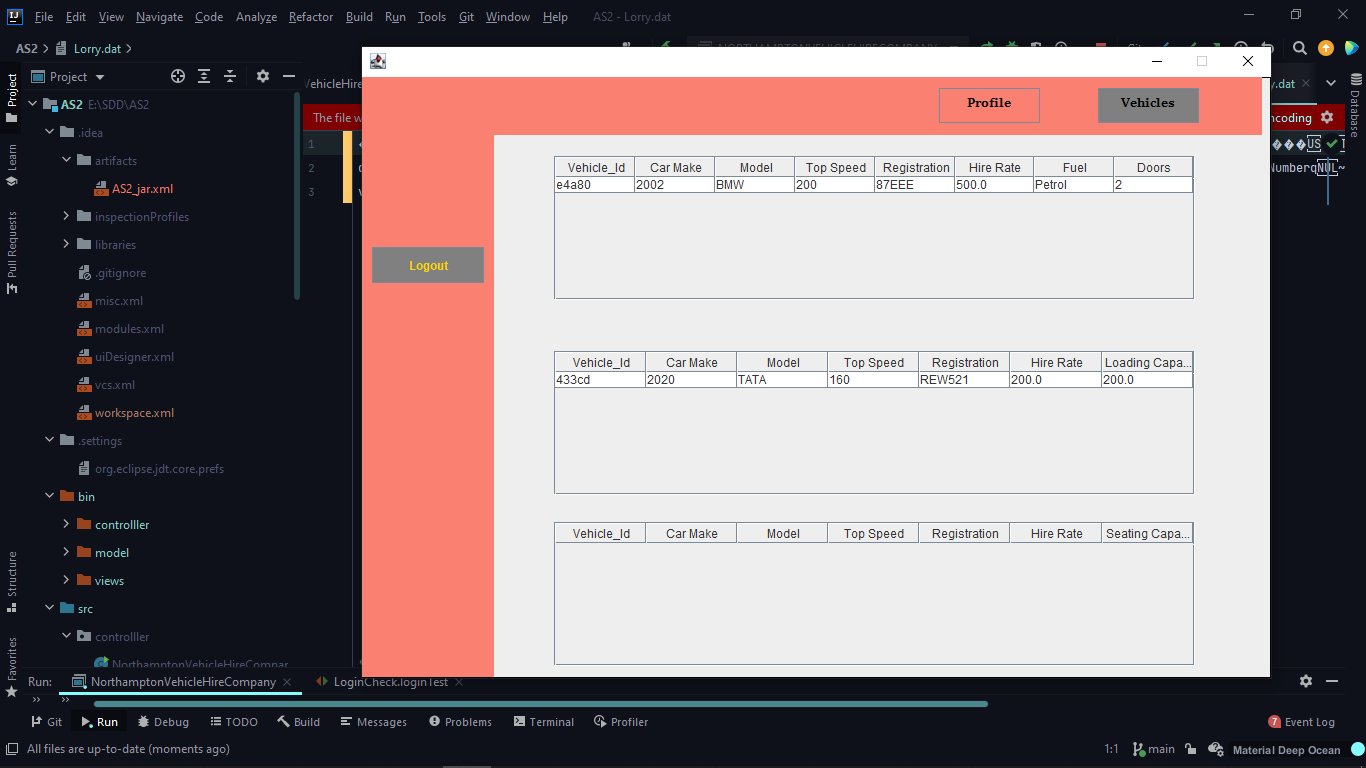 File Edit View Navigate Code Analyze Refactor Build Run Tools Git Window Help AS2 - Lorry.dat
AS2 Lorry.dat
Project
VehicleHire
y.dat
AS2 E:\SDD\AS2
The file w
ncoding
.idea
artifacts
AS2_jar.xml
inspectionProfiles
libraries
.gitignore
misc.xml
modules.xml
uiDesigner.xml
vcs.xml
workspace.xml
.settings
org.eclipse.jdt.core.prefs
bin
controlller
model
views
src
controlller
NorthamptonVehicleHireCompar
1
2
3
US
NumberqNUL~
Project
Learn
Pull Requests
Structure
Favorites
Database
Profile Vehicles
Logout
Vehicle_Id Car Make Model Top Speed Registration Hire Rate Fuel Doors
e4a80 2002 BMW 200 87EEE 500.0 Petrol 2
Vehicle_Id Car Make Model Top Speed Registration Hire Rate Loading Capa...
433cd 2020 TATA 160 REW521 200.0 200.0
Vehicle_Id Car Make Model Top Speed Registration Hire Rate Seating Capa...
Run: NorthamptonVehicleHireCompany LoginCheck.loginTest
Git Run Debug TODO Build Messages Problems Terminal Profiler 7 Event Log
All files are up-to-date (moments ago) 1:1 main Material Deep Ocean